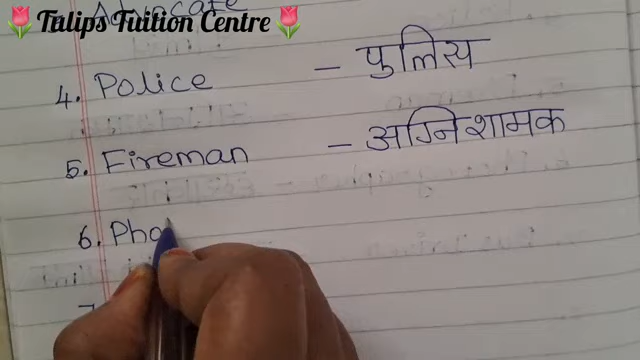 🌷Tulips Tuition Centre🌷
4. Police - पुलिस
5. Fireman - अग्निशामक
6. Pho